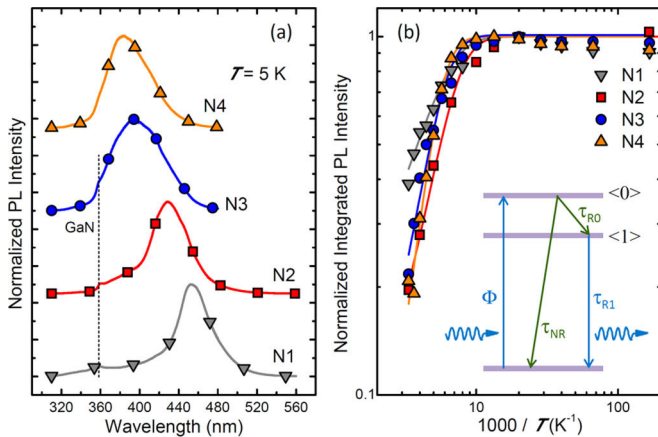 (a)
T = 5 K
N4
N3
GaN
N2
N1
Normalized PL Intensity
320 360 400 440 480 520 560
Wavelength (nm)
(b)
N1
N2
N3
N4
<0>
<1>
τR0
τR1
τNR
Φ
1
0.1
Normalized Integrated PL Intensity
10 100
1000 / T (K-1)